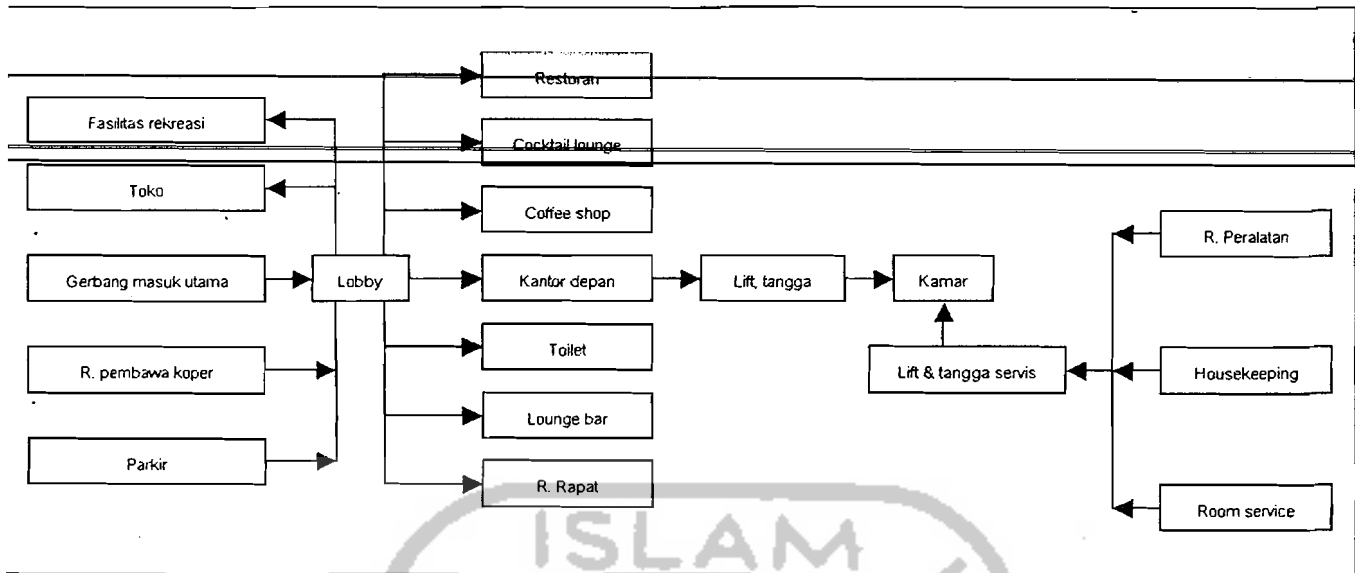 Restoran
Fasilitas rekreasi
Cocktail lounge
Toko
Coffee shop
R. Peralatan
Gerbang masuk utama
Lobby
Kantor depan
Lift, tangga
Kamar
Toilet
R. pembawa koper
Lift & tangga servis
Housekeeping
Lounge bar
Parkir
R. Rapat
Room service
ISLAM